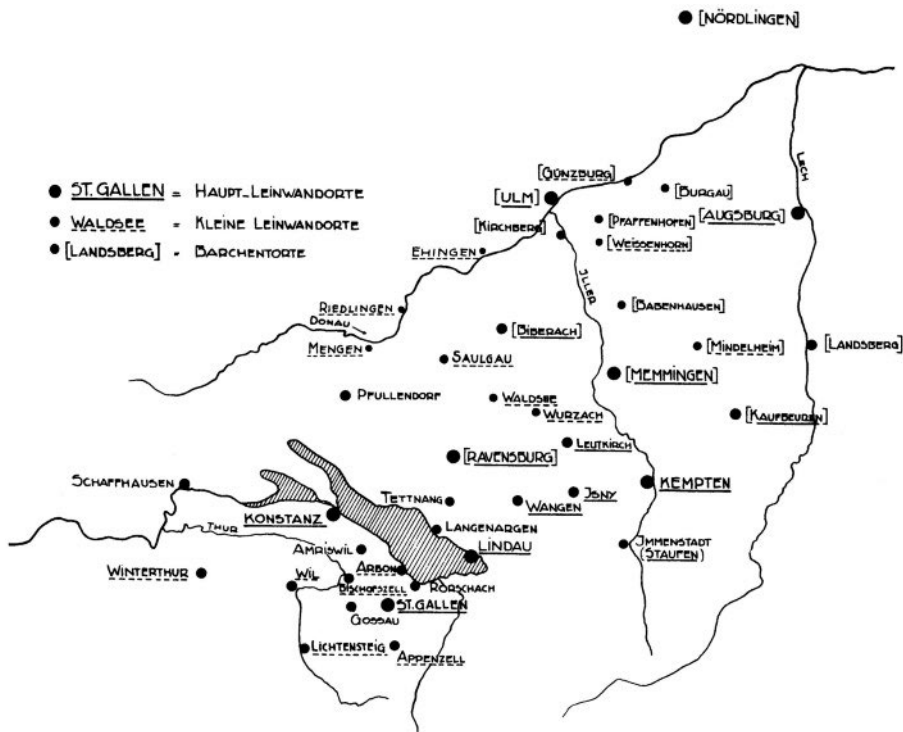 [NÖRDLINGEN]
LECH
[GÜNZBURG]
[BURGAU]
[ULM]
[PFAFFENHOFEN]
[AUGSBURG]
[KIRCHBERG]
[WEISSENHORN]
● ST. GALLEN = HAUPT-LEINWANDORTE
● WALDSEE = KLEINE LEINWANDORTE
● [LANDSBERG] - BARCHENTORTE
EHINGEN
ILLER
RIEDLINGEN
DONAU
[BABENHAUSEN]
[BIBERACH]
MENGEN
SAULGAU
[MINDELHEIM]
[LANDSBERG]
[MEMMINGEN]
PFULLENDORF
WALDSEE
WURZACH
[KAUFBEUREN]
LEUTKIRCH
[RAVENSBURG]
SCHAFFHAUSEN
KEMPTEN
TETTNANG
WANGEN
ISNY
KONSTANZ
THUR
LANGENARGEN
AMRISWIL
LINDAU
IMMENSTADT
(STAUFEN)
WINTERTHUR
WIL
ARBON
BISCHOFSZELL
RORSCHACH
ST. GALLEN
GOSSAU
LICHTENSTEIG
APPENZELL